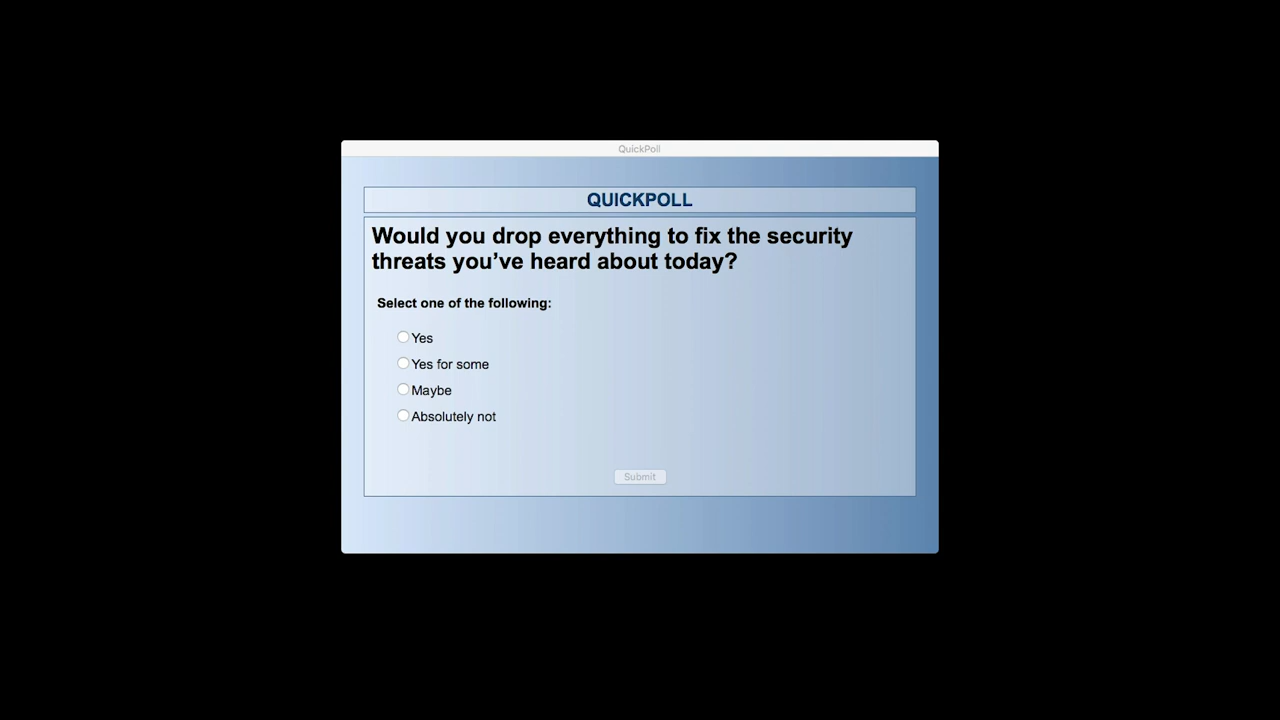 QuickPoll
QUICKPOLL
Would you drop everything to fix the security
threats you’ve heard about today?
Select one of the following:
Yes
Yes for some
Maybe
Absolutely not
Submit